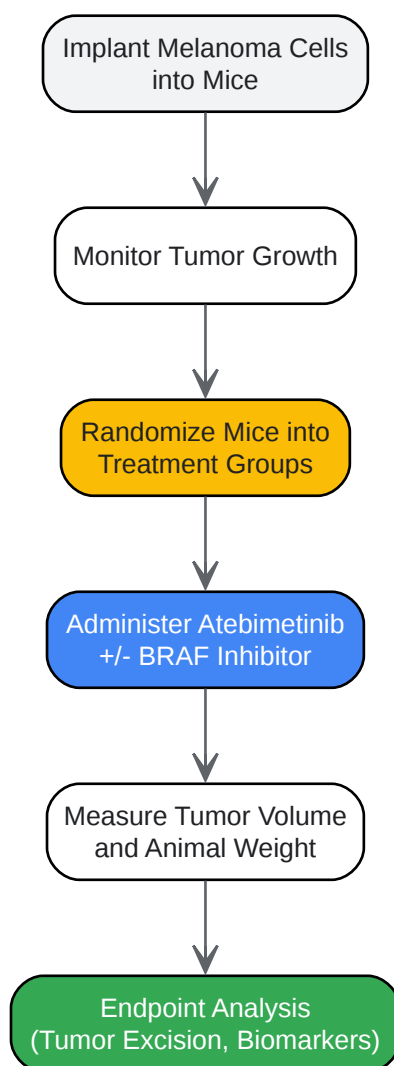 Implant Melanoma Cells
into Mice
Monitor Tumor Growth
Randomize Mice into
Treatment Groups
Administer Atebimetinib
+/- BRAF Inhibitor
Measure Tumor Volume
and Animal Weight
Endpoint Analysis
(Tumor Excision, Biomarkers)